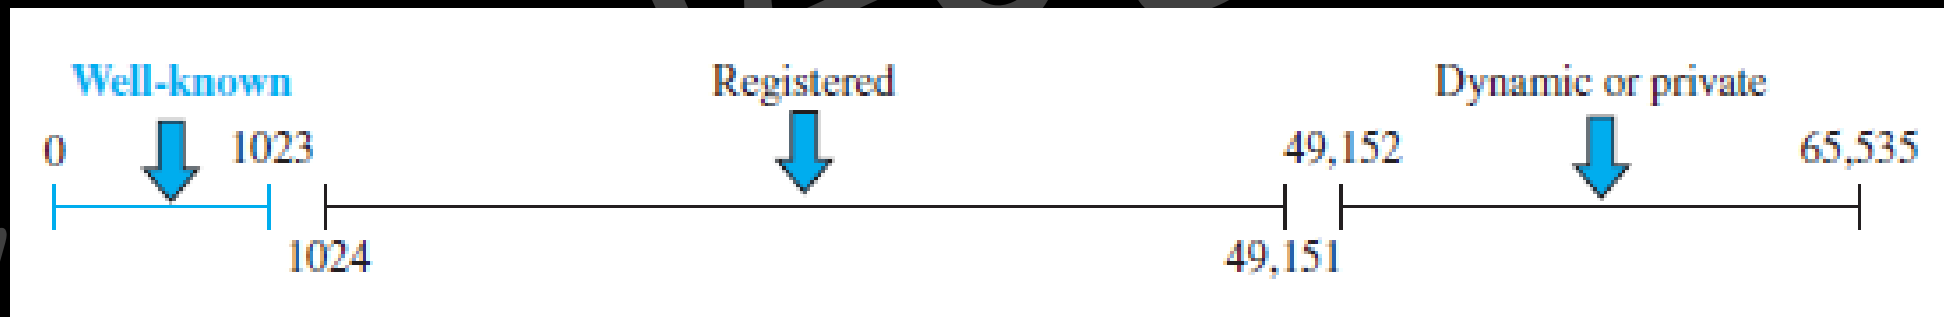 Well-known Registered Dynamic or private
0 1023 49,152 65,535
1024 49,151